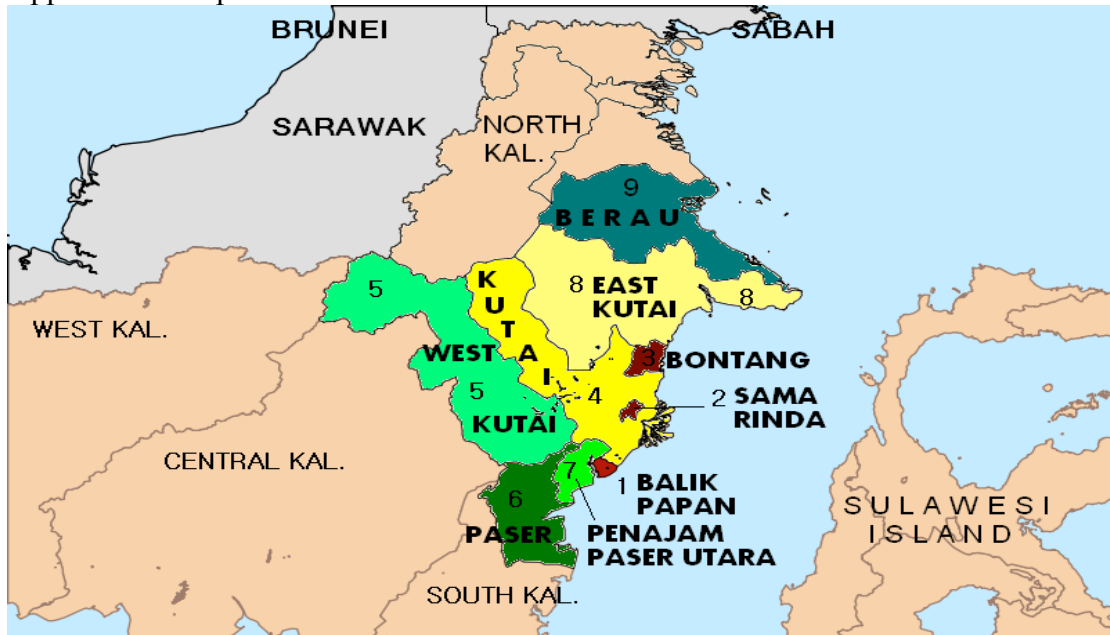 BRUNEI
SABAH
SARAWAK
NORTH
KAL.
9
BERAU
5
KUTAI
8 EAST
KUTAI
8
WEST KAL.
WEST
3 BONTANG
5
KUTAI
4
2 SAMA
RINDA
CENTRAL KAL.
7
1 BALIK
PAPAN
6
PASER
PENAJAM
PASER UTARA
SULAWESI
ISLAND
SOUTH KAL.